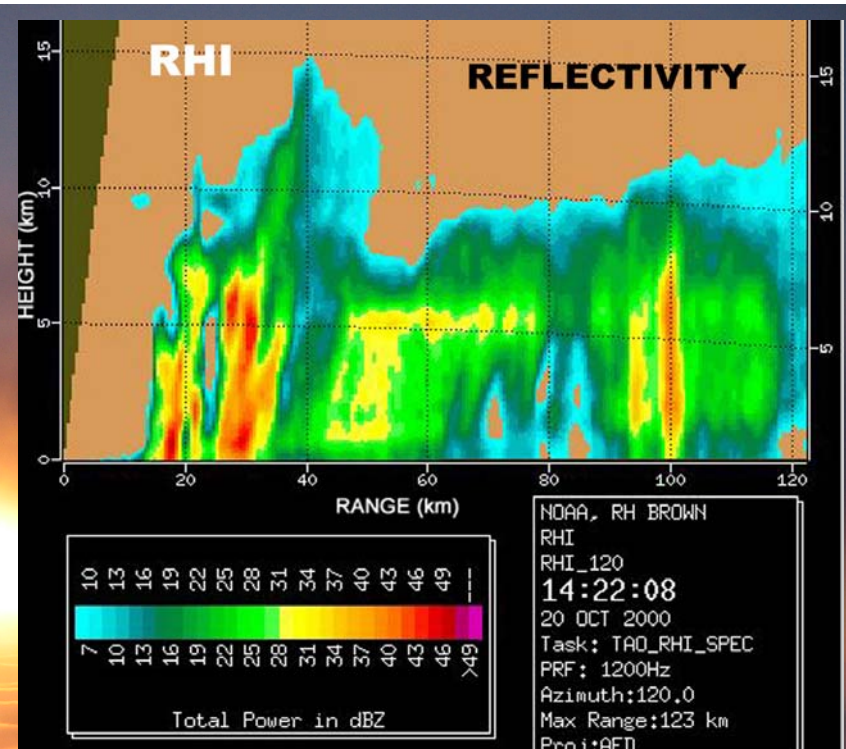 RHI
REFLECTIVITY
15
10
5
0
HEIGHT (km)
15
10
5
0 20 40 60 80 100 120
RANGE (km)
10 13 16 19 22 25 28 31 34 37 40 43 46 49 ---
7 10 13 16 19 22 25 28 31 34 37 40 43 46 >49
Total Power in dBZ
NOAA, RH BROWN
RHI
RHI_120
14:22:08
20 OCT 2000
Task: TAO_RHI_SPEC
PRF: 1200Hz
Azimuth:120.0
Max Range:123 km